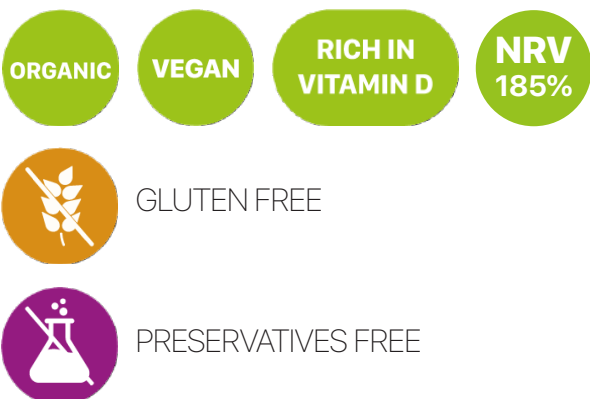 ORGANIC
VEGAN
RICH IN
VITAMIN D
NRV
185%
GLUTEN FREE
PRESERVATIVES FREE